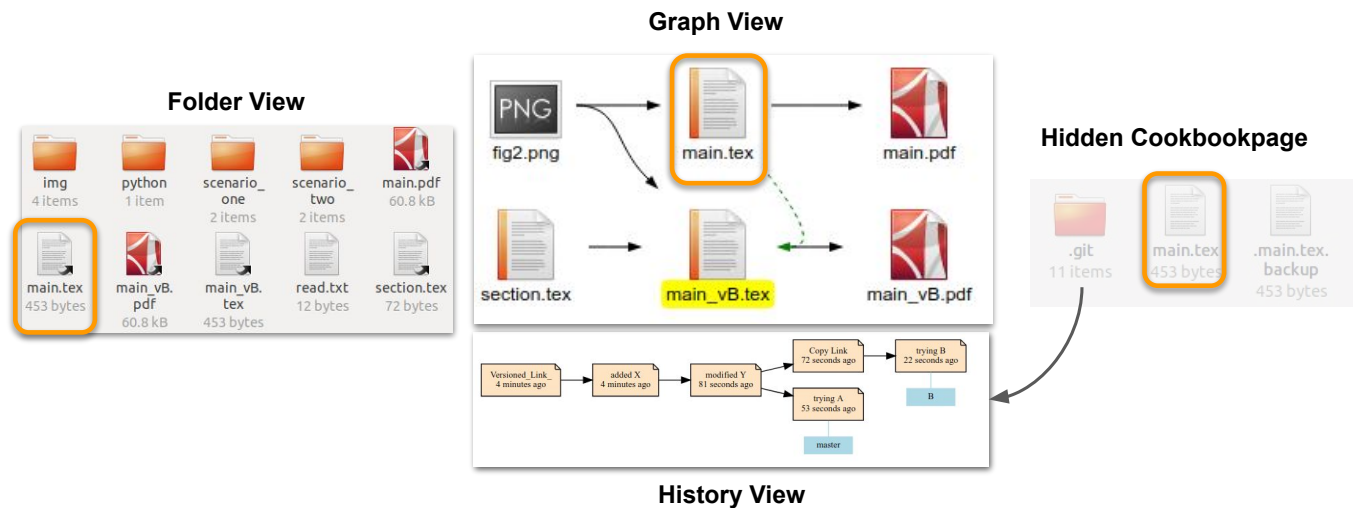 Graph View
Folder View
Hidden Cookbookpage
img
4 items
python
1 item
scenario_
one
2 items
scenario_
two
2 items
main.pdf
60.8 kB
main.tex
453 bytes
main_vB.
pdf
60.8 kB
main_vB.
tex
453 bytes
read.txt
12 bytes
section.tex
72 bytes
PNG
fig2.png
main.tex
main.pdf
section.tex
main_vB.tex
main_vB.pdf
.git
11 items
main.tex
453 bytes
.main.tex.
backup
453 bytes
Versioned_Link_
4 minutes ago
added X
4 minutes ago
modified Y
81 seconds ago
Copy Link
72 seconds ago
trying B
22 seconds ago
B
trying A
53 seconds ago
master
History View